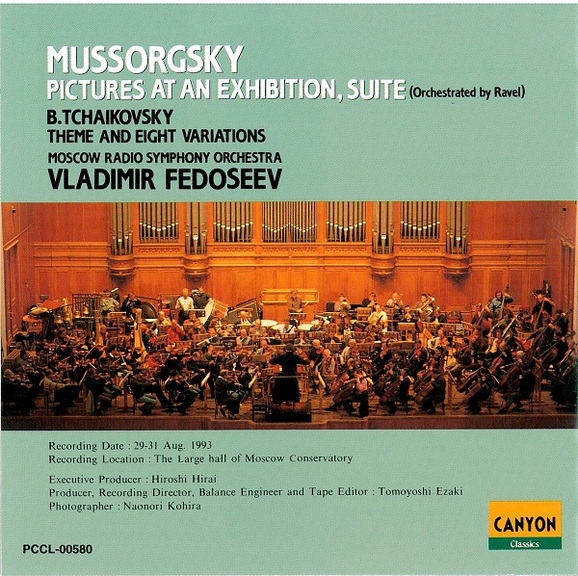 MUSSORGSKY
PICTURES AT AN EXHIBITION, SUITE (Orchestrated by Ravel)
B.TCHAIKOVSKY
THEME AND EIGHT VARIATIONS
MOSCOW RADIO SYMPHONY ORCHESTRA
VLADIMIR FEDOSEEV
Recording Date : 29-31 Aug. 1993
Recording Location : The Large hall of Moscow Conservatory
Executive Producer : Hiroshi Hirai
Producer, Recording Director, Balance Engineer and Tape Editor : Tomoyoshi Ezaki
Photographer : Naonori Kohira
CANYON
Classics
PCCL-00580